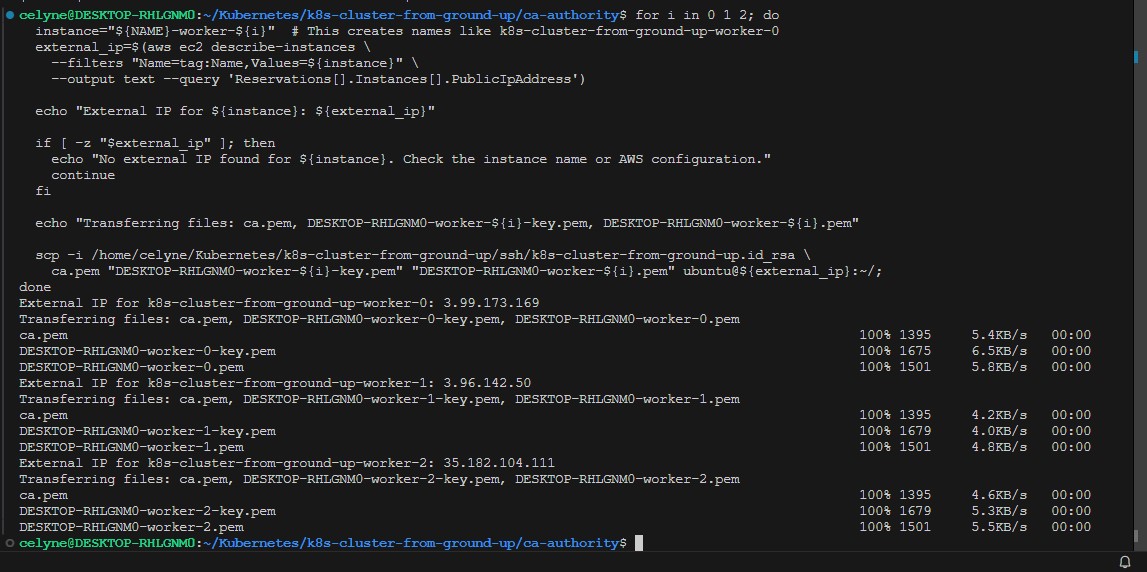 celyne@DESKTOP-RHLGNM0:~/Kubernetes/k8s-cluster-from-ground-up/ca-authority$ for i in 0 1 2; do
  instance="${NAME}-worker-${i}"  # This creates names like k8s-cluster-from-ground-up-worker-0
  external_ip=$(aws ec2 describe-instances \
    --filters "Name=tag:Name,Values=${instance}" \
    --output text --query 'Reservations[].Instances[].PublicIpAddress')

  echo "External IP for ${instance}: ${external_ip}"

  if [ -z "$external_ip" ]; then
    echo "No external IP found for ${instance}. Check the instance name or AWS configuration."
    continue
  fi

  echo "Transferring files: ca.pem, DESKTOP-RHLGNM0-worker-${i}-key.pem, DESKTOP-RHLGNM0-worker-${i}.pem"

  scp -i /home/celyne/Kubernetes/k8s-cluster-from-ground-up/ssh/k8s-cluster-from-ground-up.id_rsa \
    ca.pem "DESKTOP-RHLGNM0-worker-${i}-key.pem" "DESKTOP-RHLGNM0-worker-${i}.pem" ubuntu@${external_ip}:~/;
done
External IP for k8s-cluster-from-ground-up-worker-0: 3.99.173.169
Transferring files: ca.pem, DESKTOP-RHLGNM0-worker-0-key.pem, DESKTOP-RHLGNM0-worker-0.pem
ca.pem 100% 1395 5.4KB/s 00:00
DESKTOP-RHLGNM0-worker-0-key.pem 100% 1675 6.5KB/s 00:00
DESKTOP-RHLGNM0-worker-0.pem 100% 1501 5.8KB/s 00:00
External IP for k8s-cluster-from-ground-up-worker-1: 3.96.142.50
Transferring files: ca.pem, DESKTOP-RHLGNM0-worker-1-key.pem, DESKTOP-RHLGNM0-worker-1.pem
ca.pem 100% 1395 4.2KB/s 00:00
DESKTOP-RHLGNM0-worker-1-key.pem 100% 1679 4.0KB/s 00:00
DESKTOP-RHLGNM0-worker-1.pem 100% 1501 4.8KB/s 00:00
External IP for k8s-cluster-from-ground-up-worker-2: 35.182.104.111
Transferring files: ca.pem, DESKTOP-RHLGNM0-worker-2-key.pem, DESKTOP-RHLGNM0-worker-2.pem
ca.pem 100% 1395 4.6KB/s 00:00
DESKTOP-RHLGNM0-worker-2-key.pem 100% 1679 5.3KB/s 00:00
DESKTOP-RHLGNM0-worker-2.pem 100% 1501 5.5KB/s 00:00
celyne@DESKTOP-RHLGNM0:~/Kubernetes/k8s-cluster-from-ground-up/ca-authority$